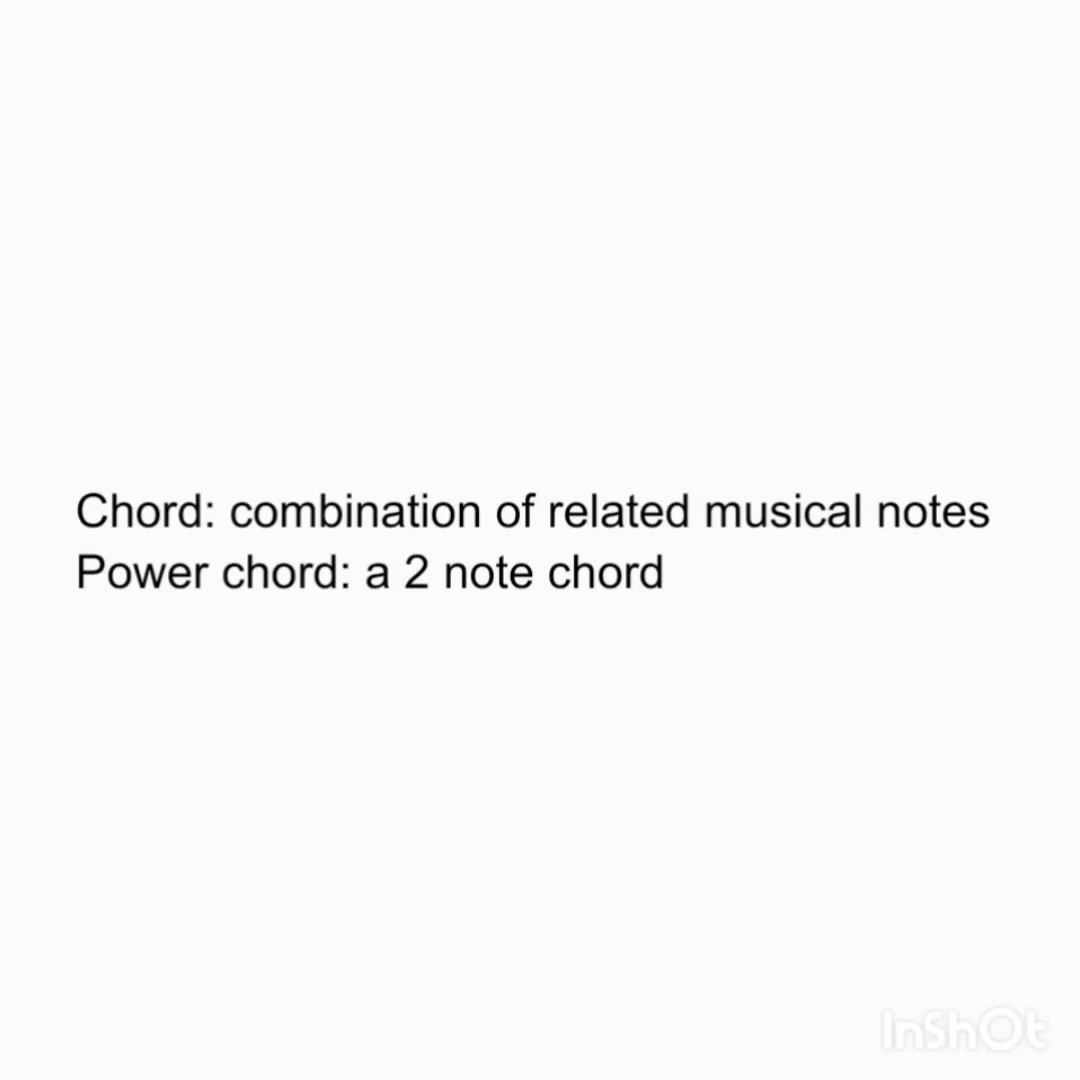 Chord: combination of related musical notes
Power chord: a 2 note chord
InShOt